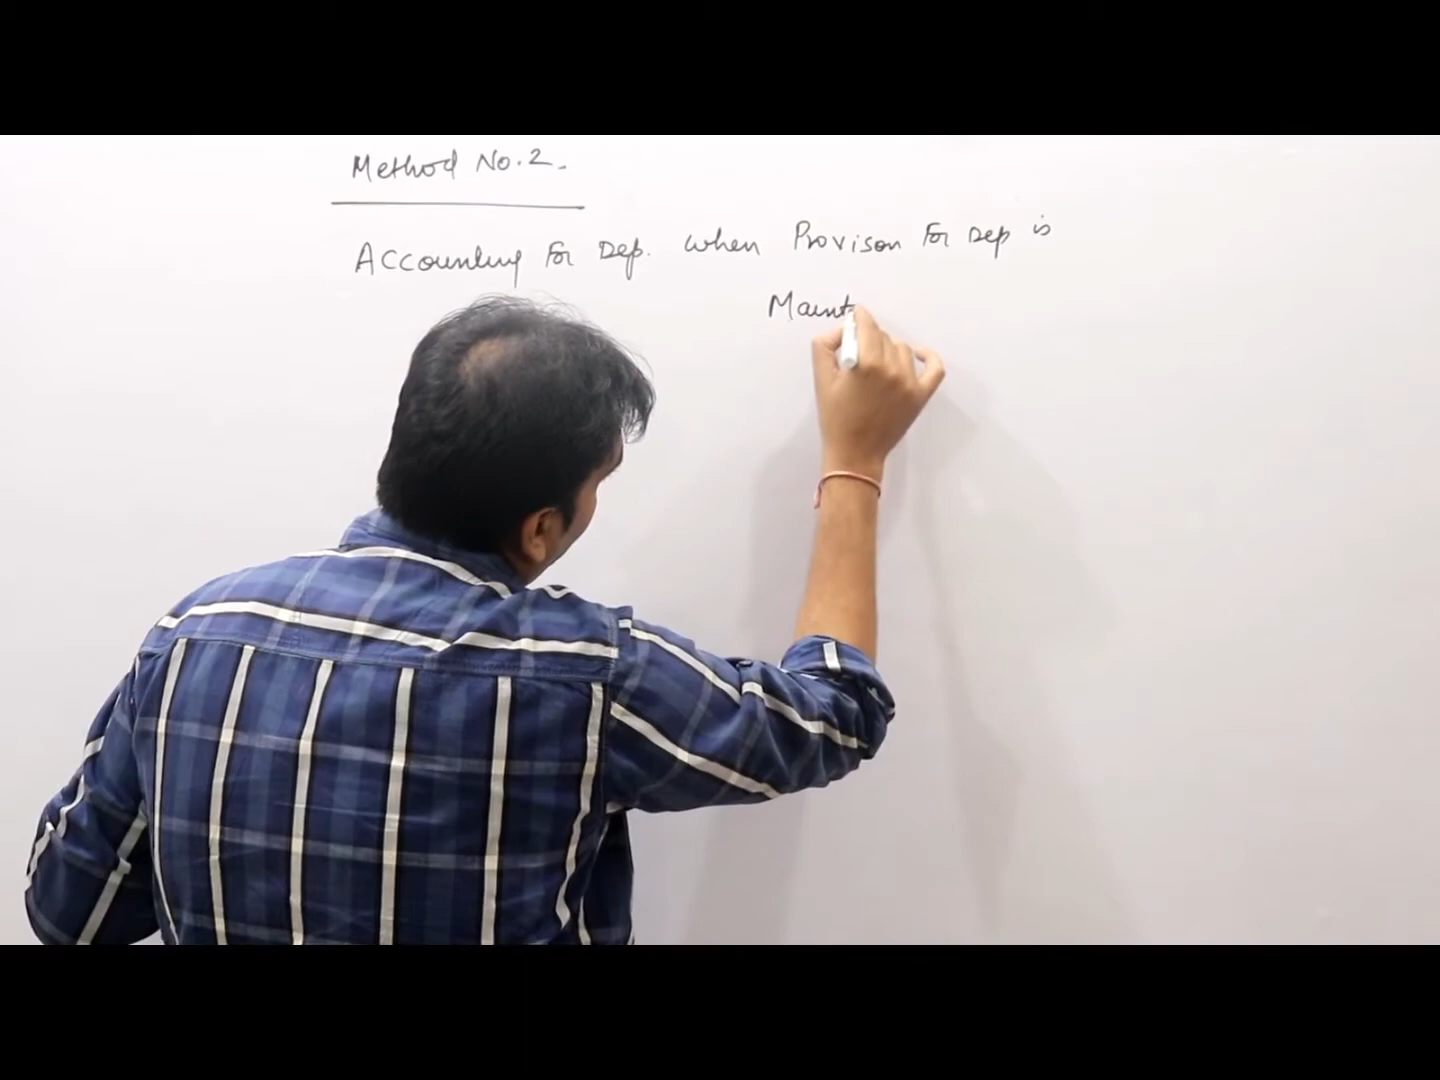 Method No.2.
Accounting For Dep. when Provison For Dep is
Maint